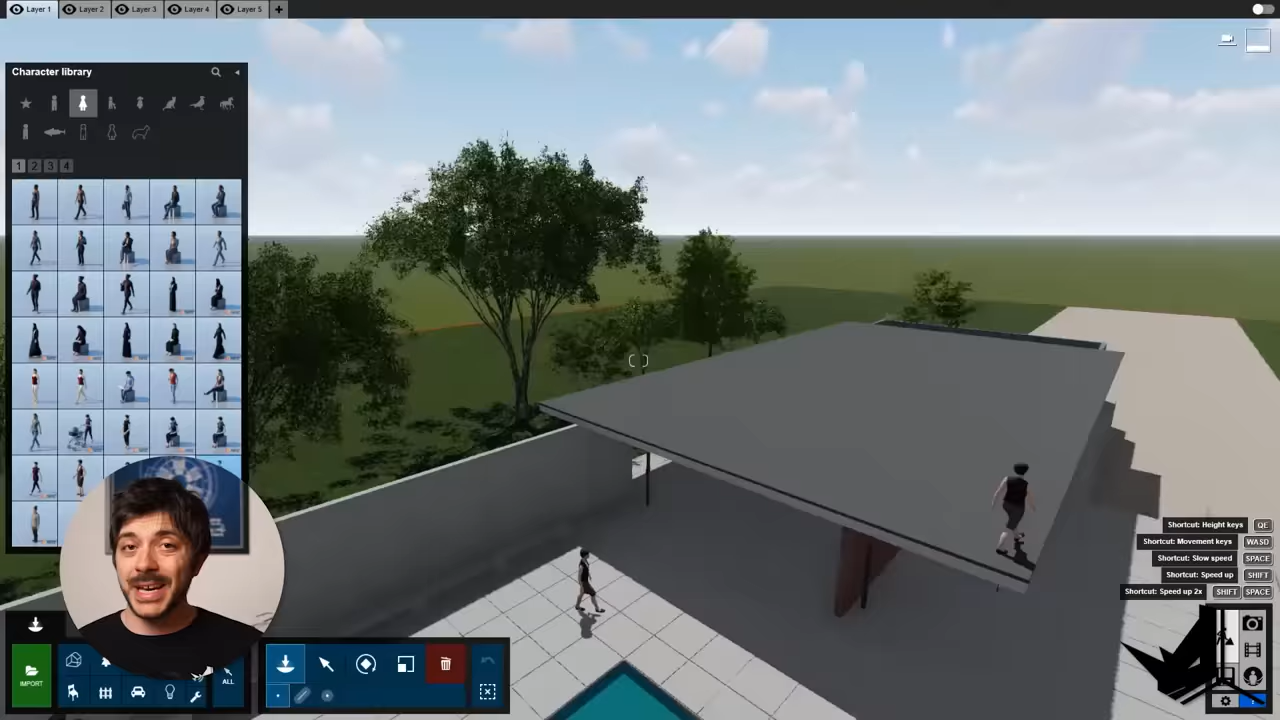 Layer 1 Layer 2 Layer 3 Layer 4 Layer 5 +
Character library
1 2 3 4
Shortcut: Height keys QE
Shortcut: Movement keys WASD
Shortcut: Slow speed SPACE
Shortcut: Speed up SHIFT
Shortcut: Speed up 2x SHIFT SPACE
IMPORT
ALL